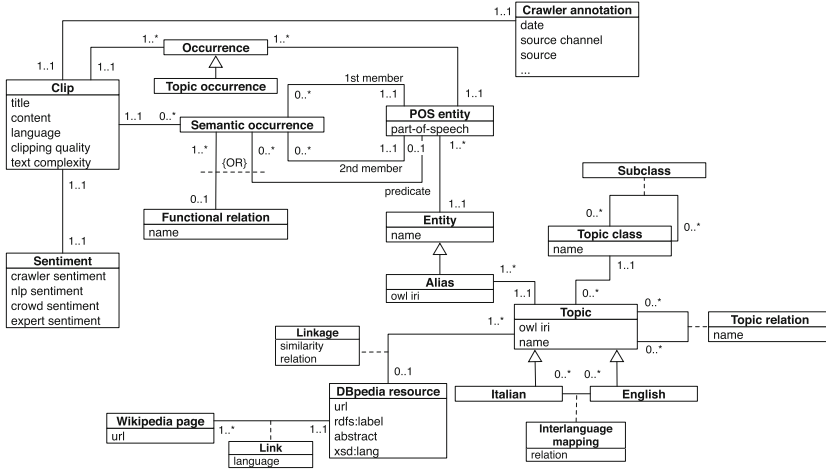 Crawler annotation
date
source channel
source
...
1..1
1..*
Occurrence
1..*
1..1
1..1
Topic occurrence
Clip
title
content
language
clipping quality
text complexity
1..1
0..*
Semantic occurrence
0..*
1st member
1..1
1..1
POS entity
part-of-speech
1..*
{OR}
0..*
0..*
2nd member
1..1
0..1
1..*
predicate
0..1
Functional relation
name
1..1
1..1
Sentiment
crawler sentiment
nlp sentiment
crowd sentiment
expert sentiment
1..1
Entity
name
Alias
owl iri
1..*
1..1
Subclass
0..*
0..*
Topic class
name
1..1
0..*
Topic
owl iri
name
0..*
0..*
Topic relation
name
1..*
Linkage
similarity
relation
0..1
DBpedia resource
url
rdfs:label
abstract
xsd:lang
0..*
0..*
Italian
English
Interlanguage
mapping
relation
Wikipedia page
url
1..*
1..1
Link
language